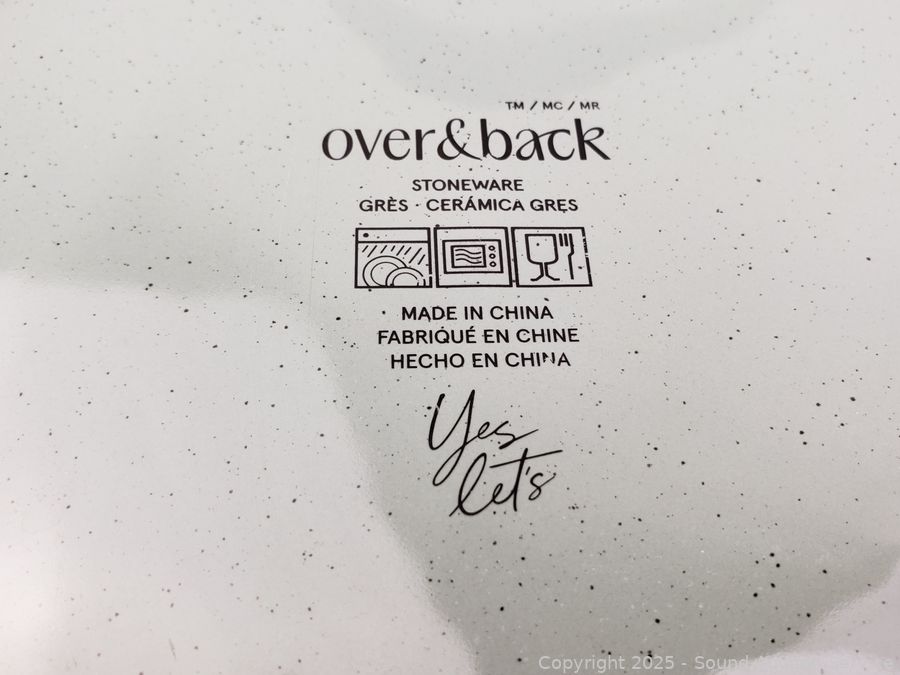 TM / MC / MR
over&back
STONEWARE
GRÈS · CERÁMICA GRES
MADE IN CHINA
FABRIQUÉ EN CHINE
HECHO EN CHINA
Yes
let's
Copyright 2025 - Sound